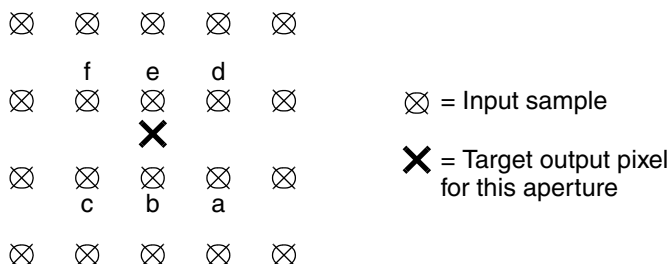 f e d
= Input sample
= Target output pixel
for this aperture
c b a